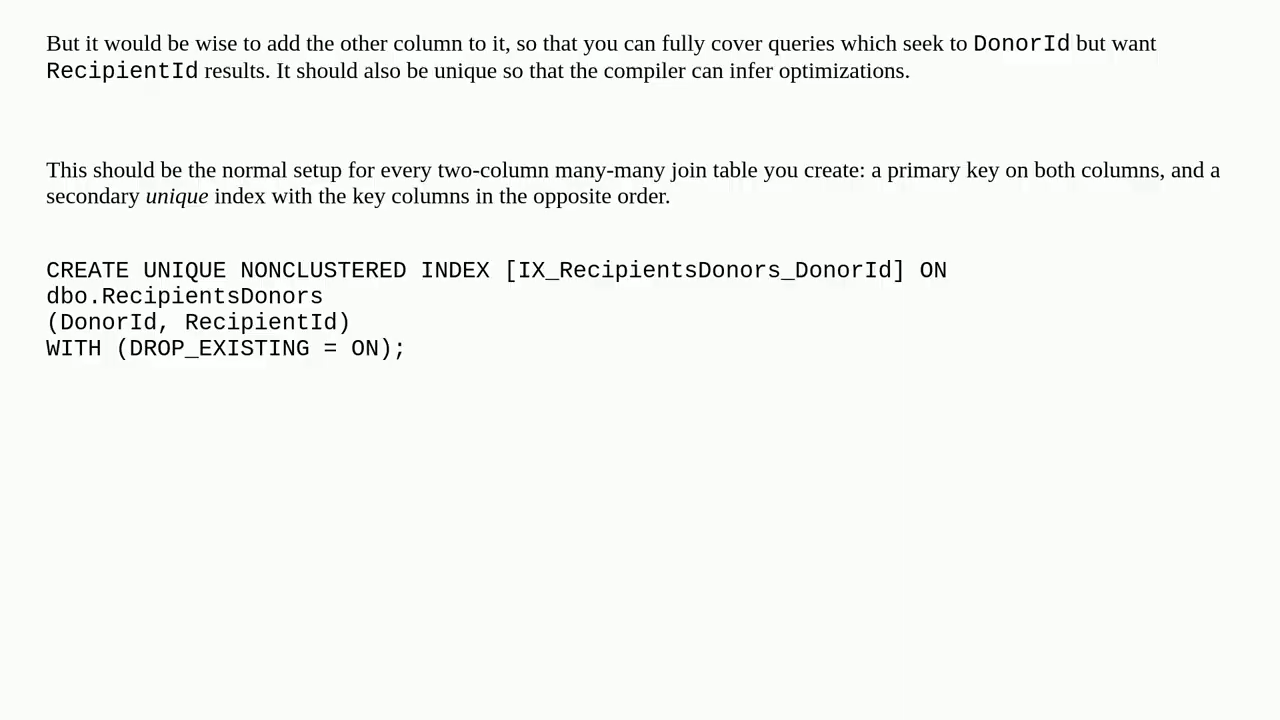 But it would be wise to add the other column to it, so that you can fully cover queries which seek to DonorId but want
RecipientId results. It should also be unique so that the compiler can infer optimizations.
This should be the normal setup for every two-column many-many join table you create: a primary key on both columns, and a
secondary unique index with the key columns in the opposite order.
CREATE UNIQUE NONCLUSTERED INDEX [IX_RecipientsDonors_DonorId] ON
dbo.RecipientsDonors
(DonorId, RecipientId)
WITH (DROP_EXISTING = ON);